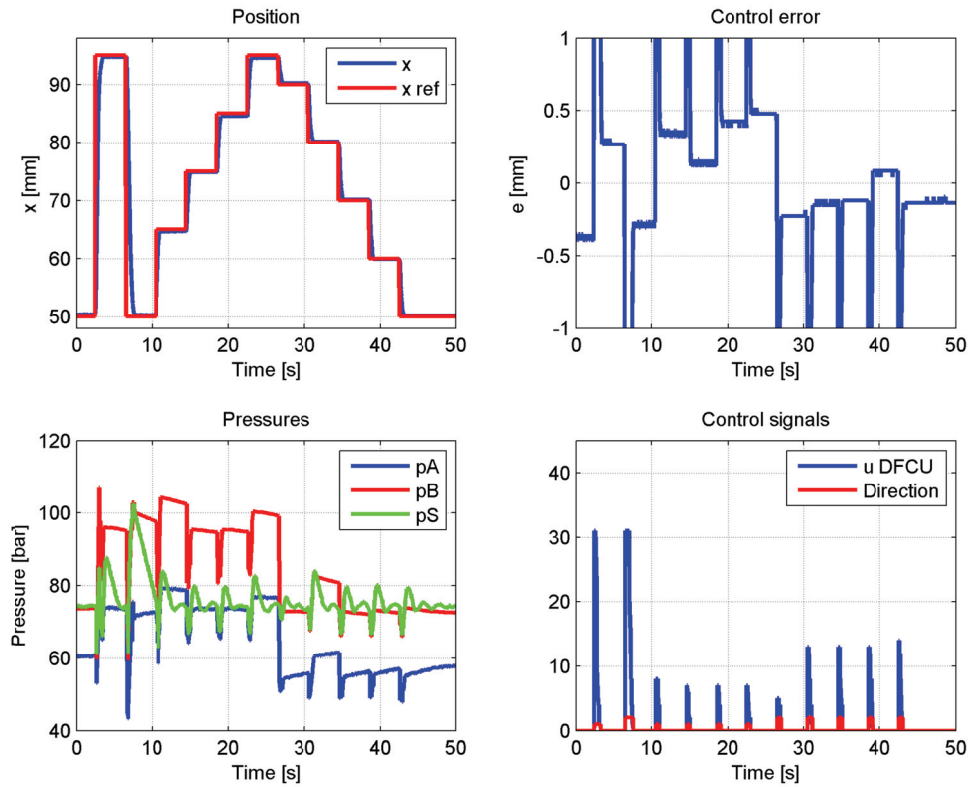 Position
x
x ref
90
80
70
60
50
x [mm]
0 10 20 30 40 50
Time [s]
Control error
1
0.5
0
-0.5
-1
e [mm]
0 10 20 30 40 50
Time [s]
Pressures
pA
pB
pS
120
100
80
60
40
Pressure [bar]
0 10 20 30 40 50
Time [s]
Control signals
u DFCU
Direction
40
30
20
10
0
0 10 20 30 40 50
Time [s]